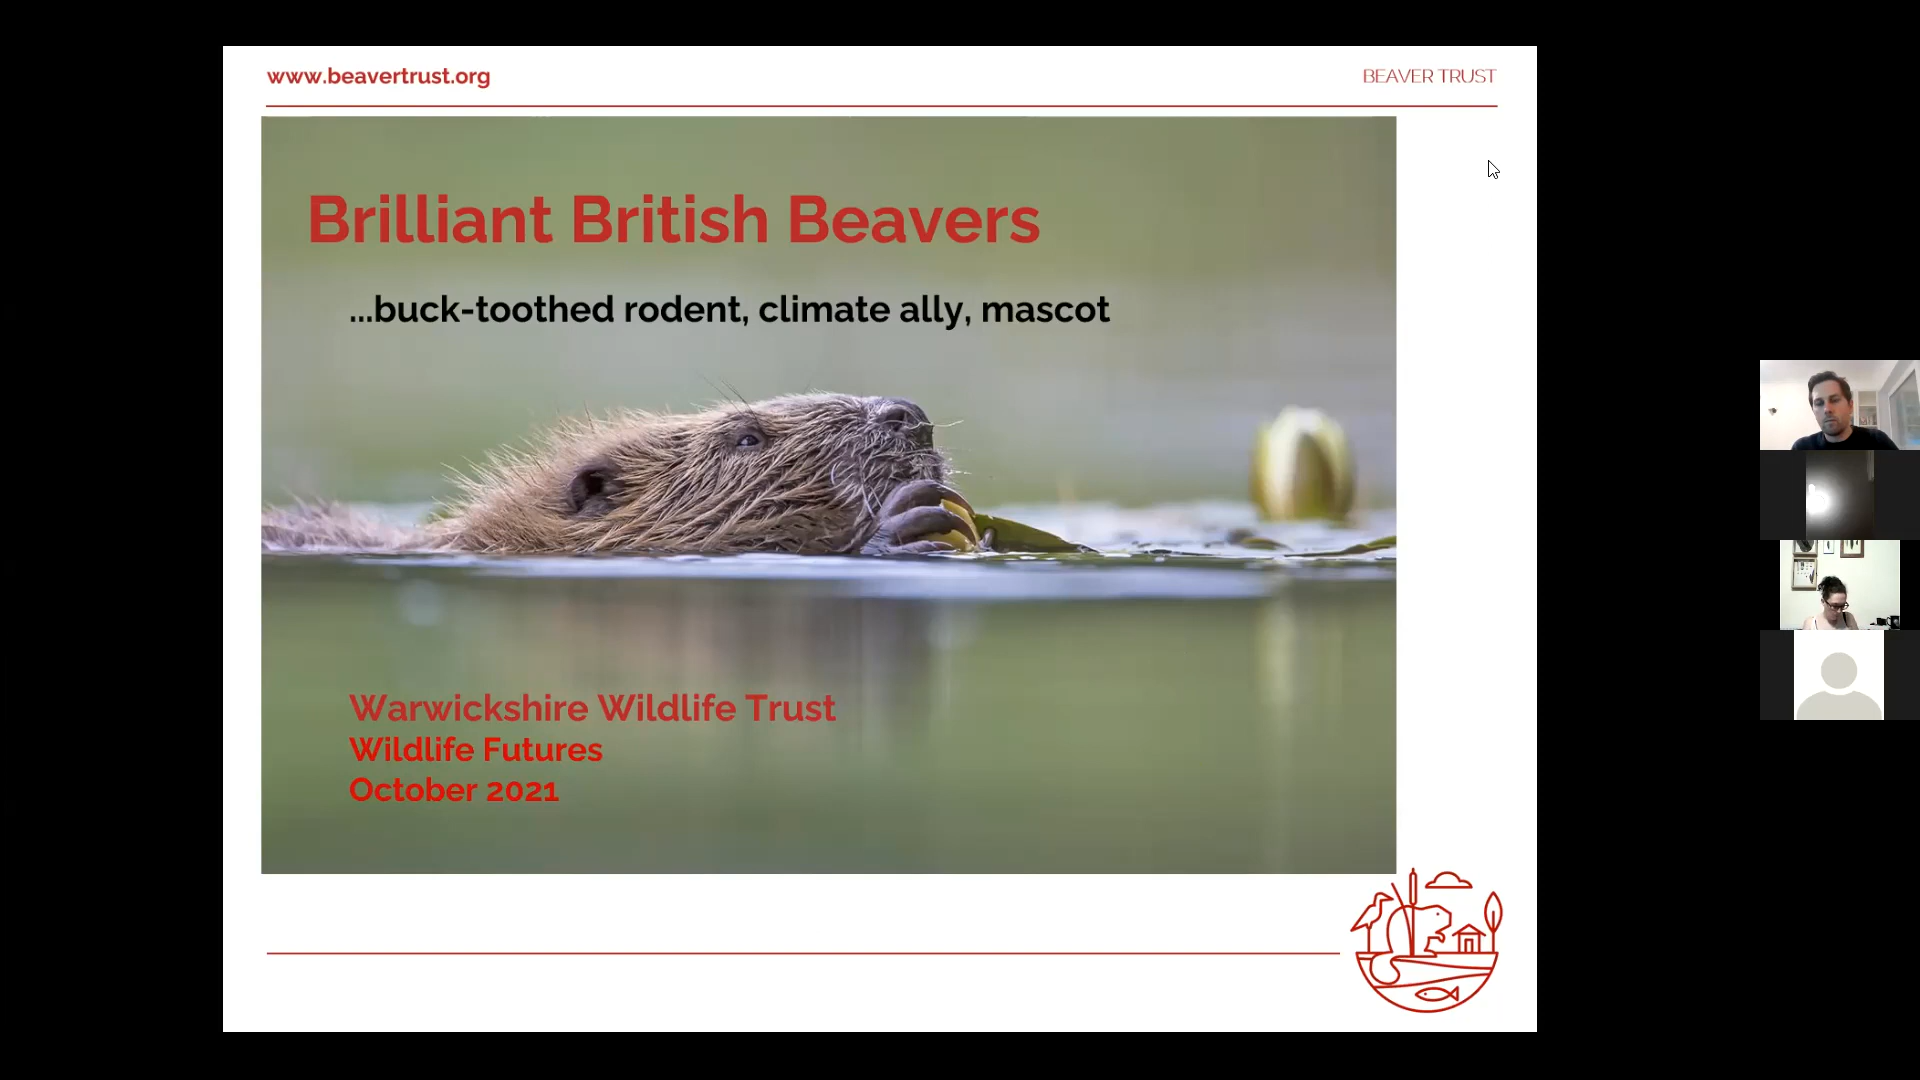 www.beavertrust.org
BEAVER TRUST
Brilliant British Beavers
...buck-toothed rodent, climate ally, mascot
Warwickshire Wildlife Trust
Wildlife Futures
October 2021